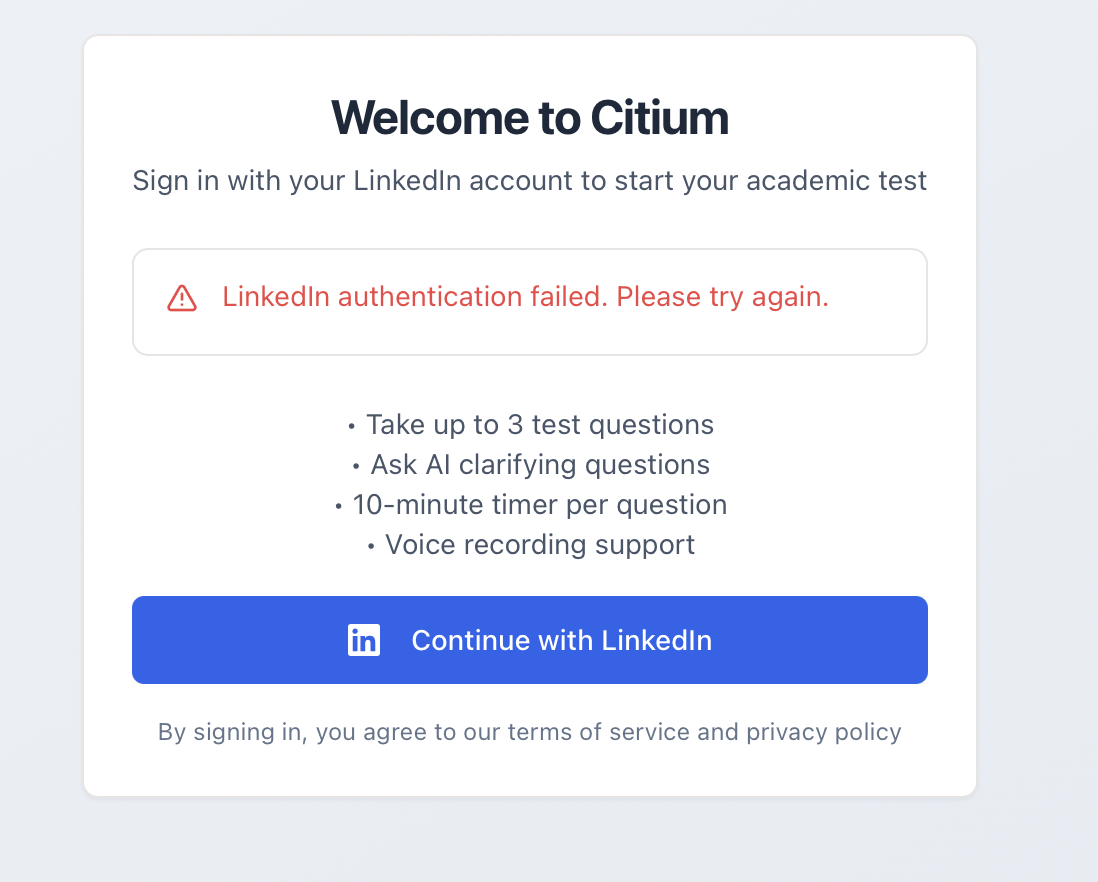 Welcome to Citium
Sign in with your LinkedIn account to start your academic test
LinkedIn authentication failed. Please try again.
• Take up to 3 test questions
• Ask AI clarifying questions
• 10-minute timer per question
• Voice recording support
in Continue with LinkedIn
By signing in, you agree to our terms of service and privacy policy